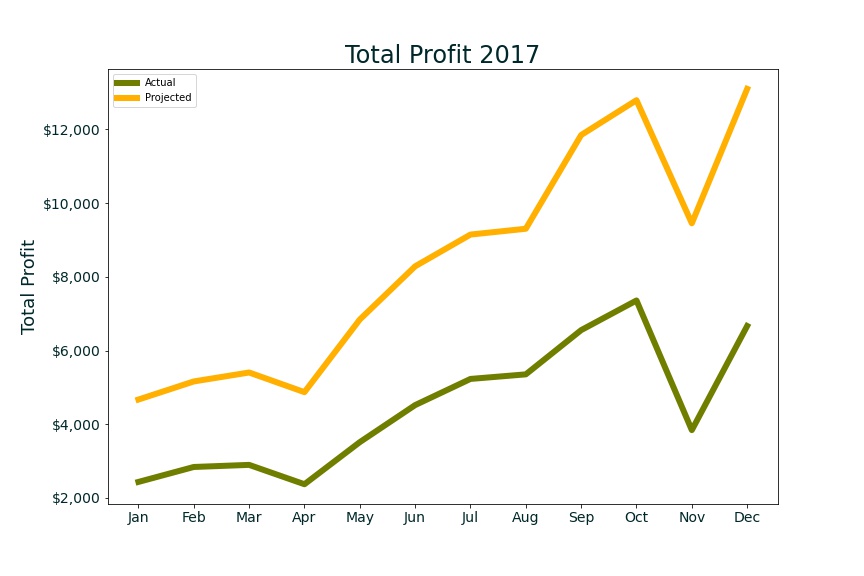 Total Profit 2017
Actual
Projected
Total Profit
$12,000
$10,000
$8,000
$6,000
$4,000
$2,000
Jan Feb Mar Apr May Jun Jul Aug Sep Oct Nov Dec